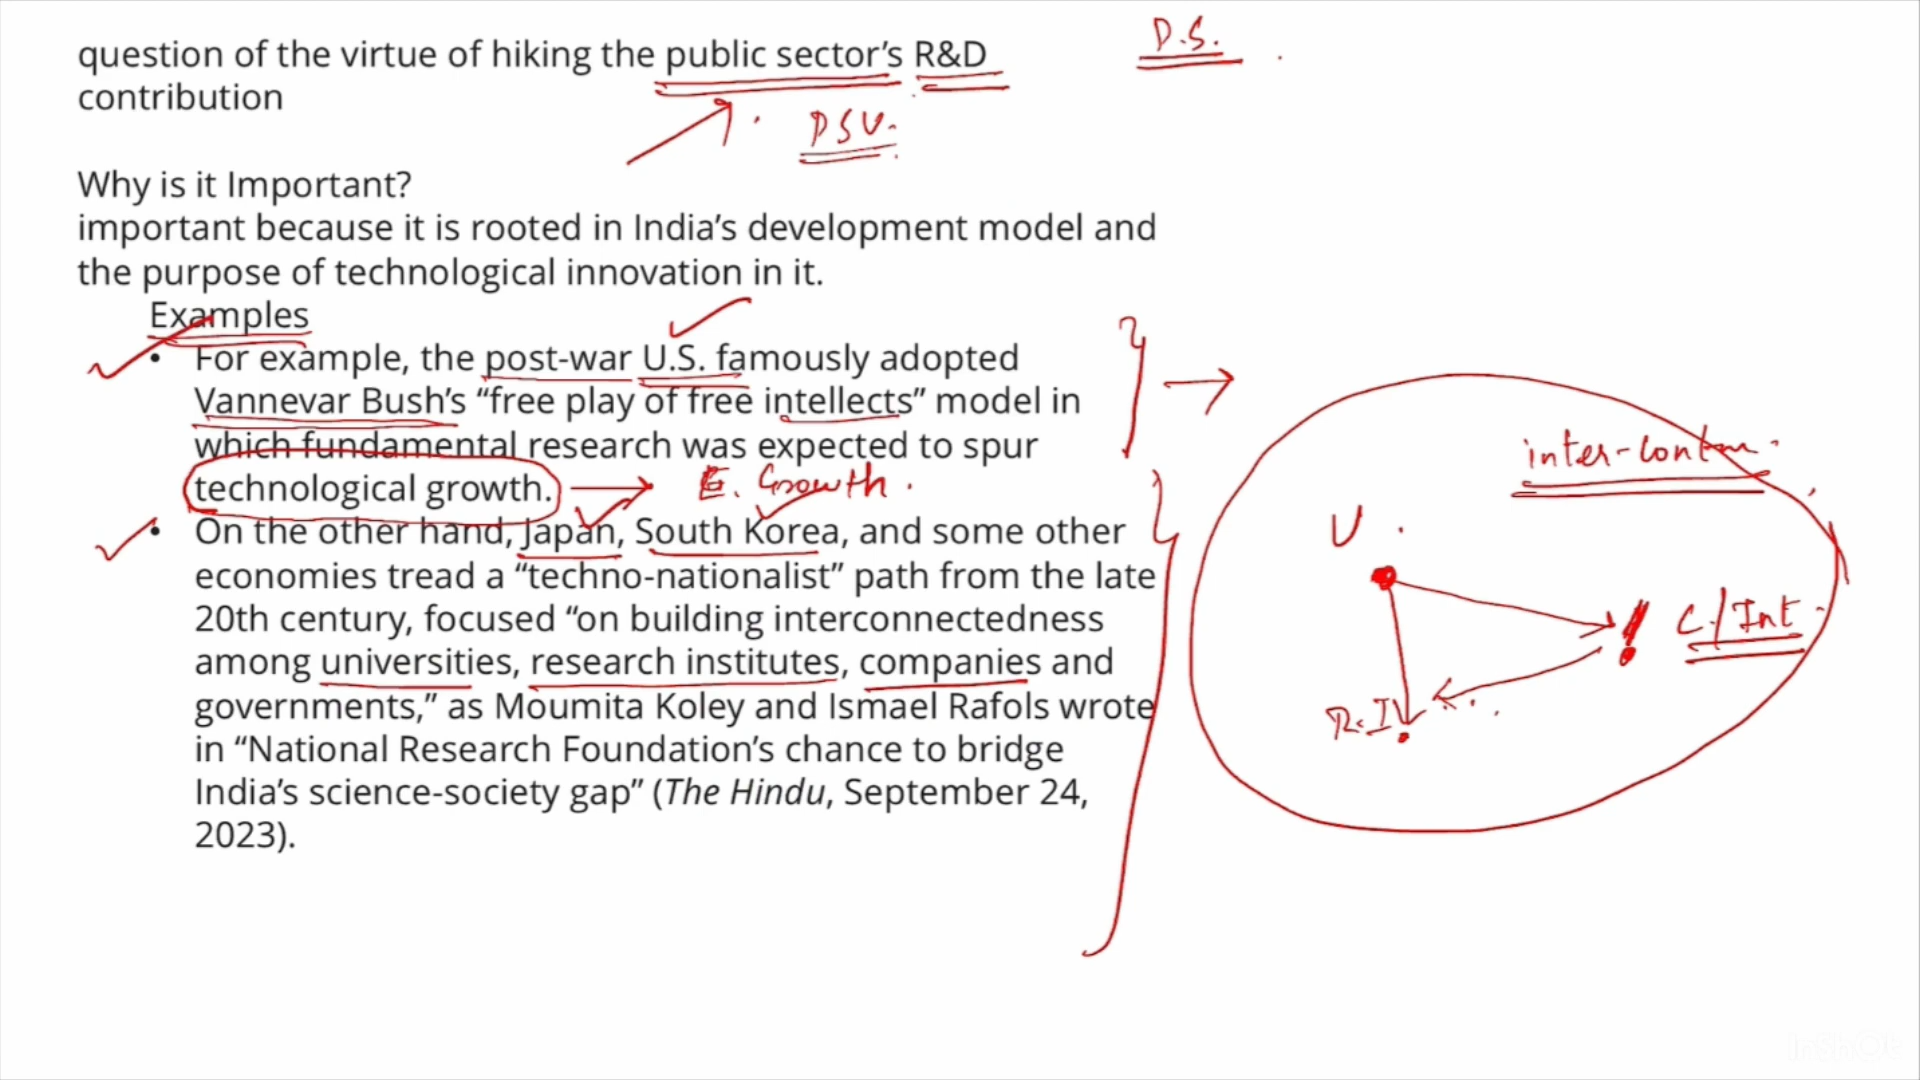 question of the virtue of hiking the public sector’s R&D
P.S.
contribution
PSU.
Why is it Important?
important because it is rooted in India’s development model and
the purpose of technological innovation in it.
Examples
• For example, the post-war U.S. famously adopted
Vannevar Bush’s “free play of free intellects” model in
which fundamental research was expected to spur
technological growth.
E. Growth.
• On the other hand, Japan, South Korea, and some other
economies tread a “techno-nationalist” path from the late
20th century, focused “on building interconnectedness
among universities, research institutes, companies and
governments,” as Moumita Koley and Ismael Rafols wrote
in “National Research Foundation’s chance to bridge
India’s science-society gap” (The Hindu, September 24,
2023).
U.
C./Int.
R.I
InShOt